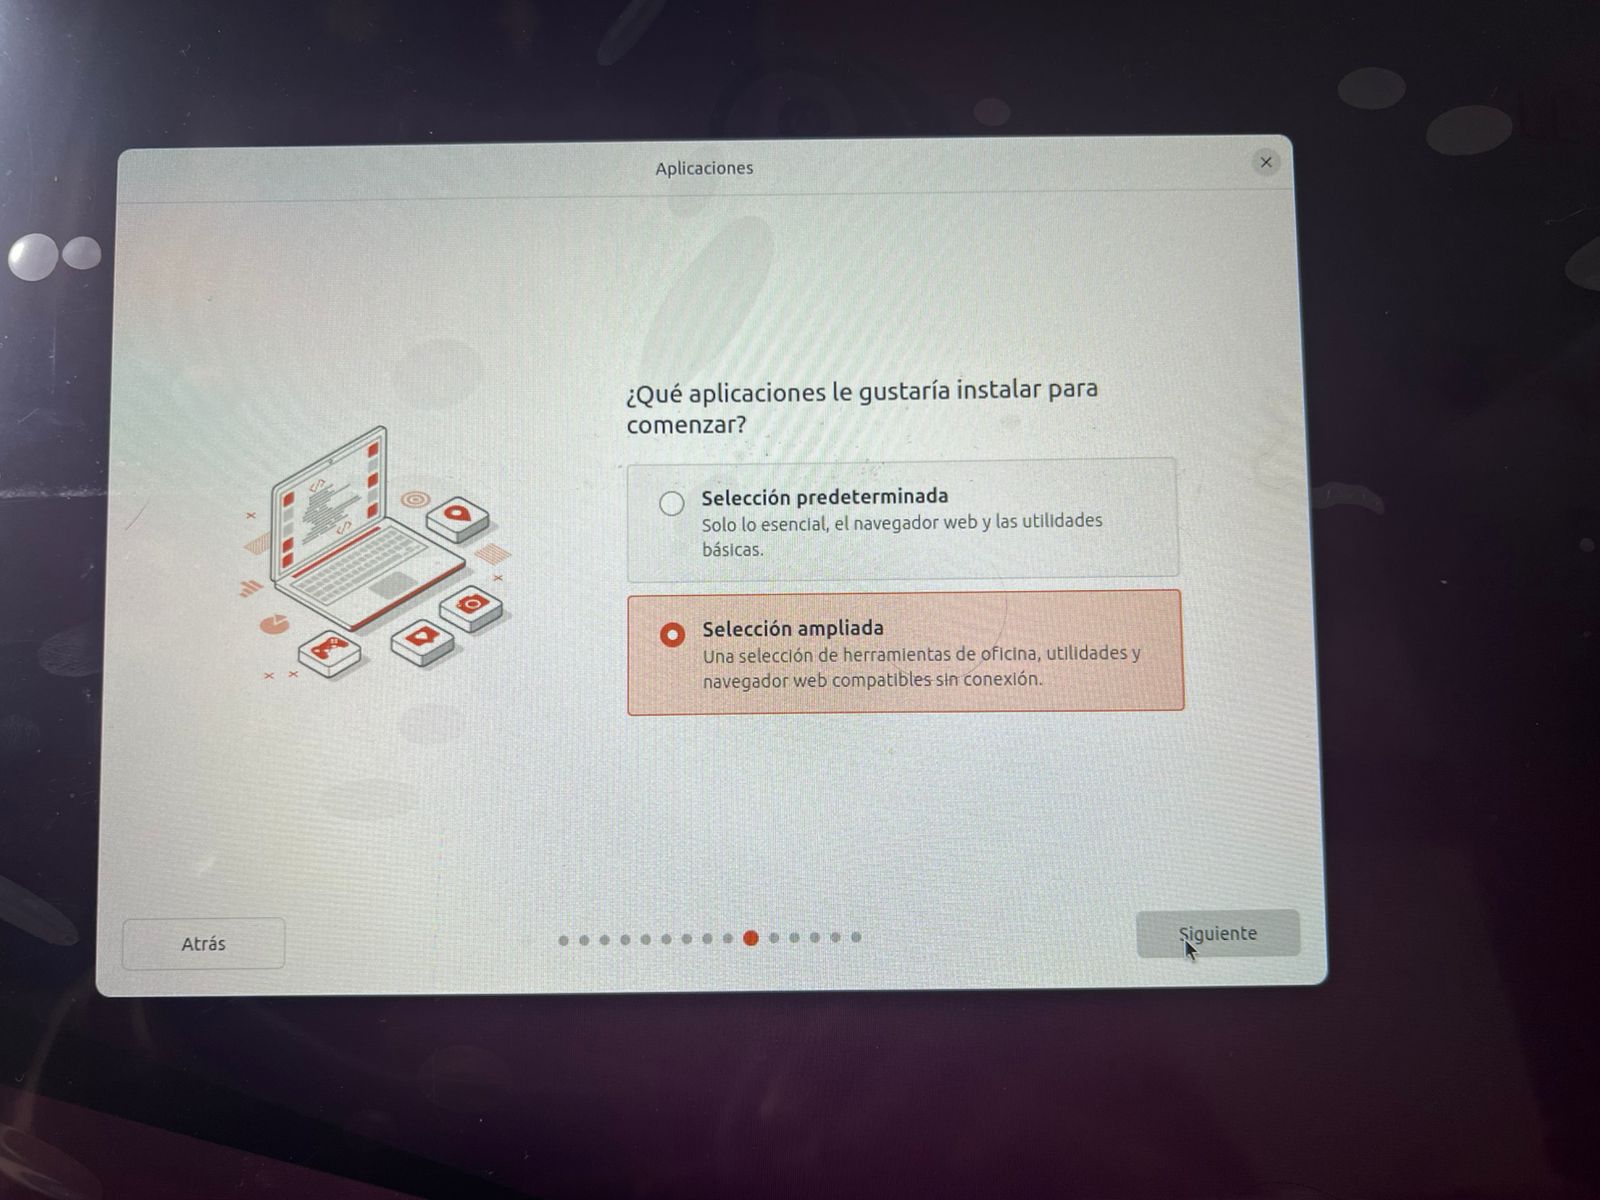 Aplicaciones
¿Qué aplicaciones le gustaría instalar para
comenzar?
Selección predeterminada
Solo lo esencial, el navegador web y las utilidades
básicas.
Selección ampliada
Una selección de herramientas de oficina, utilidades y
navegador web compatibles sin conexión.
Atrás
Siguiente